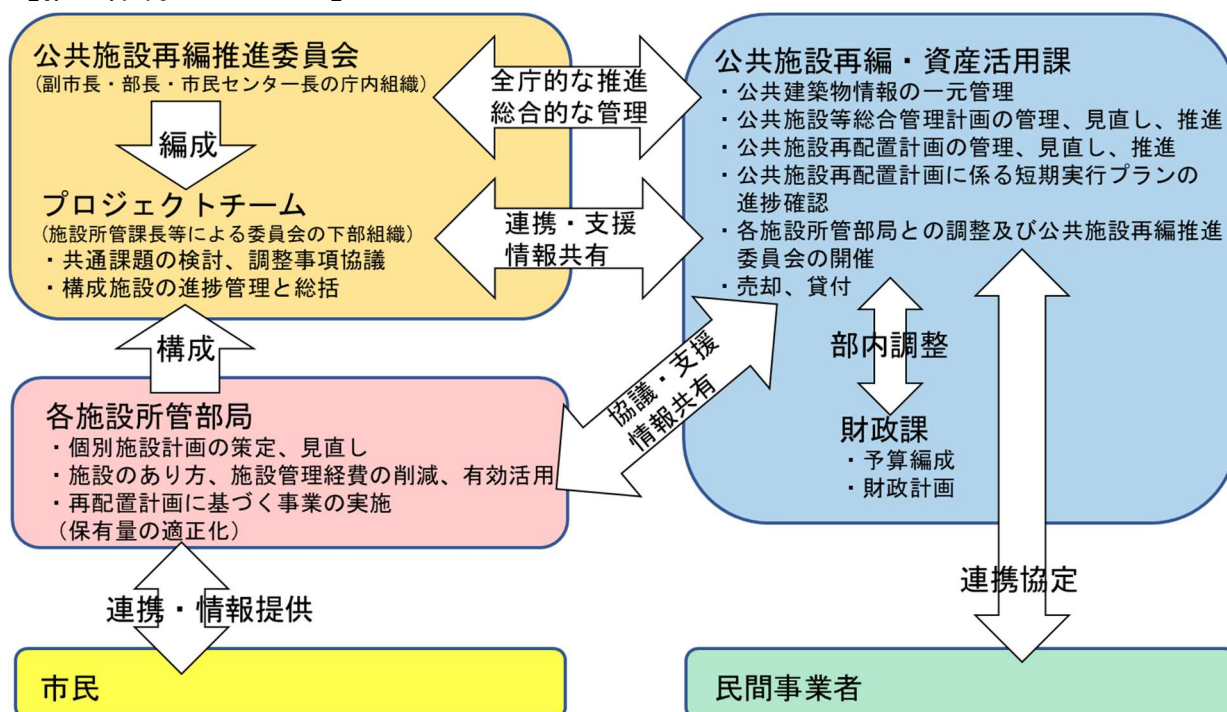 公共施設再編推進委員会
(副市長・部長・市民センター長の庁内組織)
編成
プロジェクトチーム
(施設所管課長等による委員会の下部組織)
・共通課題の検討、調整事項協議
・構成施設の進捗管理と総括
構成
各施設所管部局
・個別施設計画の策定、見直し
・施設のあり方、施設管理経費の削減、有効活用
・再配置計画に基づく事業の実施
(保有量の適正化)
連携・情報提供
市民
全庁的な推進
総合的な管理
連携・支援
情報共有
協議・支援
情報共有
公共施設再編・資産活用課
・公共建築物情報の一元管理
・公共施設等総合管理計画の管理、見直し、推進
・公共施設再配置計画の管理、見直し、推進
・公共施設再配置計画に係る短期実行プランの
進捗確認
・各施設所管部局との調整及び公共施設再編推進
委員会の開催
・売却、貸付
部内調整
財政課
・予算編成
・財政計画
連携協定
民間事業者